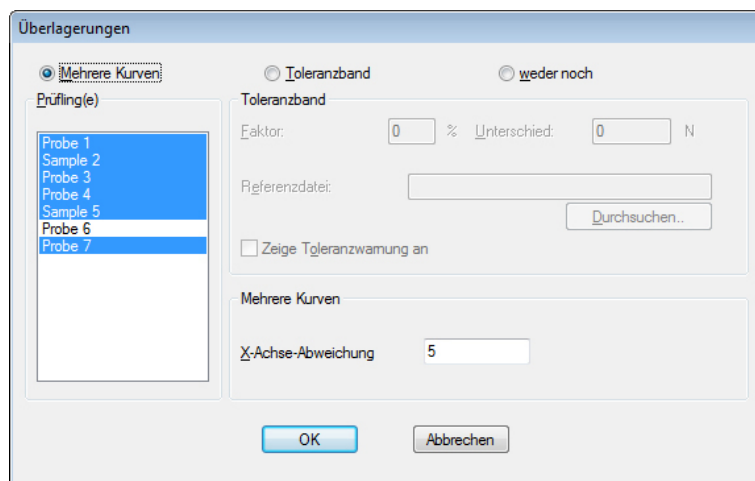 Überlagerungen
Mehrere Kurven
Toleranzband
weder noch
Prüfling(e)
Probe 1
Sample 2
Probe 3
Probe 4
Sample 5
Probe 6
Probe 7
Toleranzband
Faktor: 0 % Unterschied: 0 N
Referenzdatei:
Durchsuchen..
Zeige Toleranzwarnung an
Mehrere Kurven
X-Achse-Abweichung 5
OK
Abbrechen